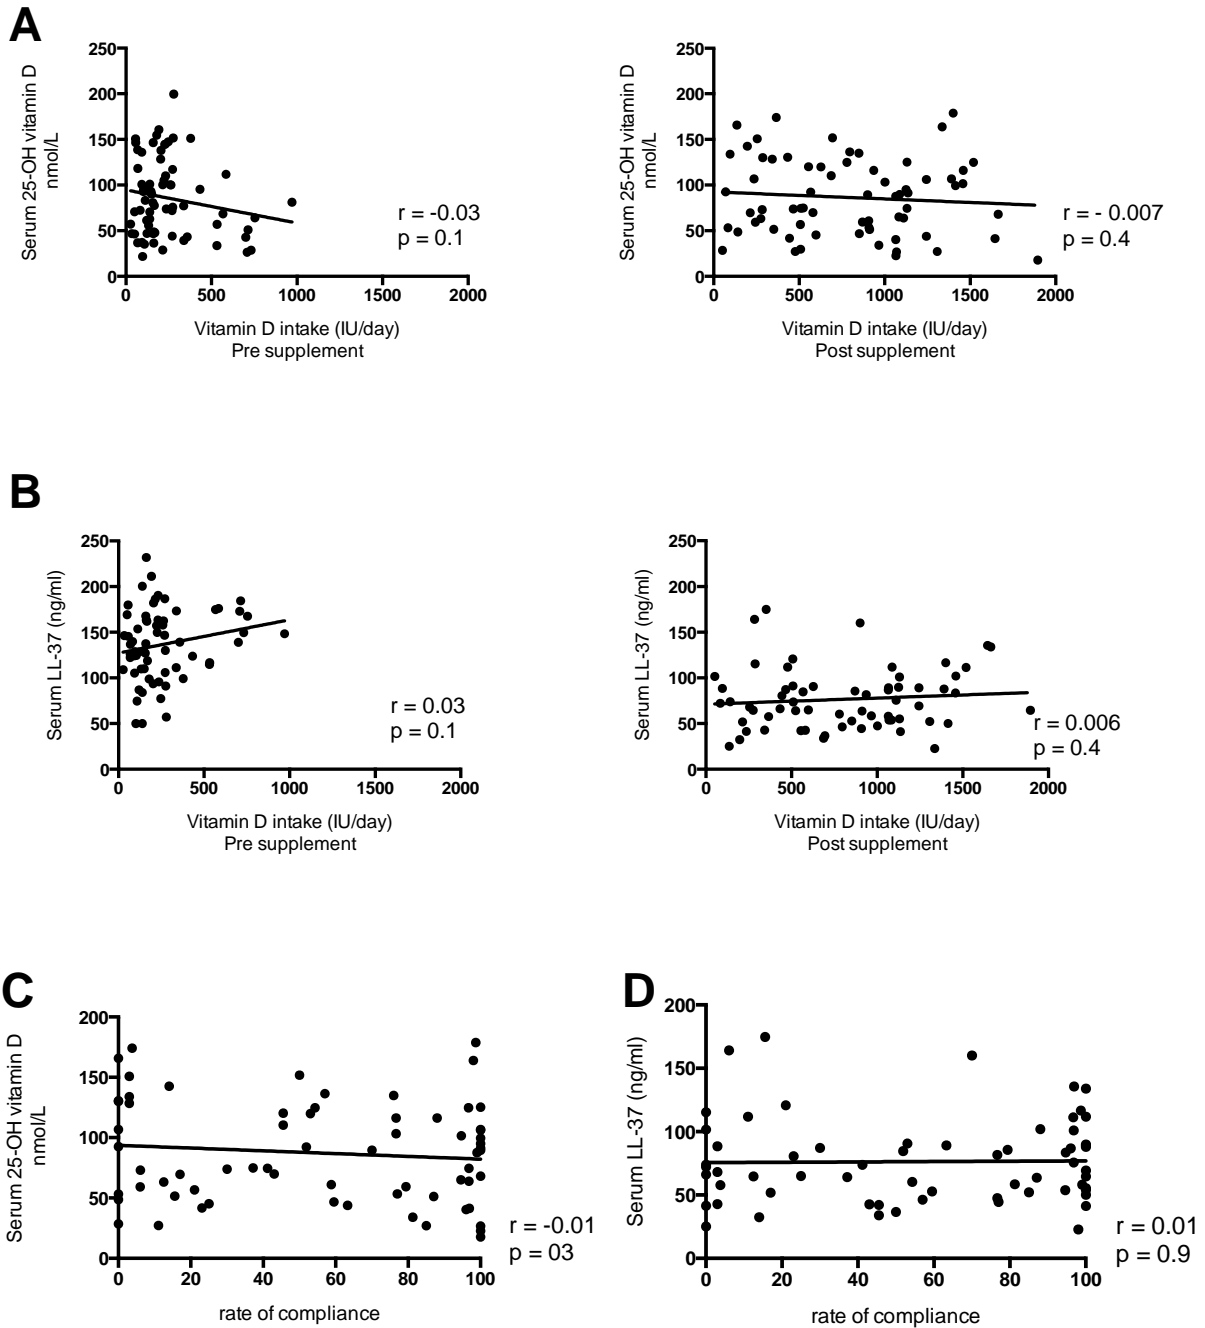 A
Serum 25-OH vitamin D
nmol/L
250
200
150
100
50
0
0 500 1000 1500 2000
Vitamin D intake (IU/day)
Pre supplement
r = -0.03
p = 0.1
Serum 25-OH vitamin D
nmol/L
250
200
150
100
50
0
0 500 1000 1500 2000
Vitamin D intake (IU/day)
Post supplement
r = - 0.007
p = 0.4
B
Serum LL-37 (ng/ml)
250
200
150
100
50
0
0 500 1000 1500 2000
Vitamin D intake (IU/day)
Pre supplement
r = 0.03
p = 0.1
Serum LL-37 (ng/ml)
250
200
150
100
50
0
0 500 1000 1500 2000
Vitamin D intake (IU/day)
Post supplement
r = 0.006
p = 0.4
C
Serum 25-OH vitamin D
nmol/L
200
150
100
50
0
0 20 40 60 80 100
rate of compliance
r = -0.01
p = 03
D
Serum LL-37 (ng/ml)
200
150
100
50
0
0 20 40 60 80 100
rate of compliance
r = 0.01
p = 0.9